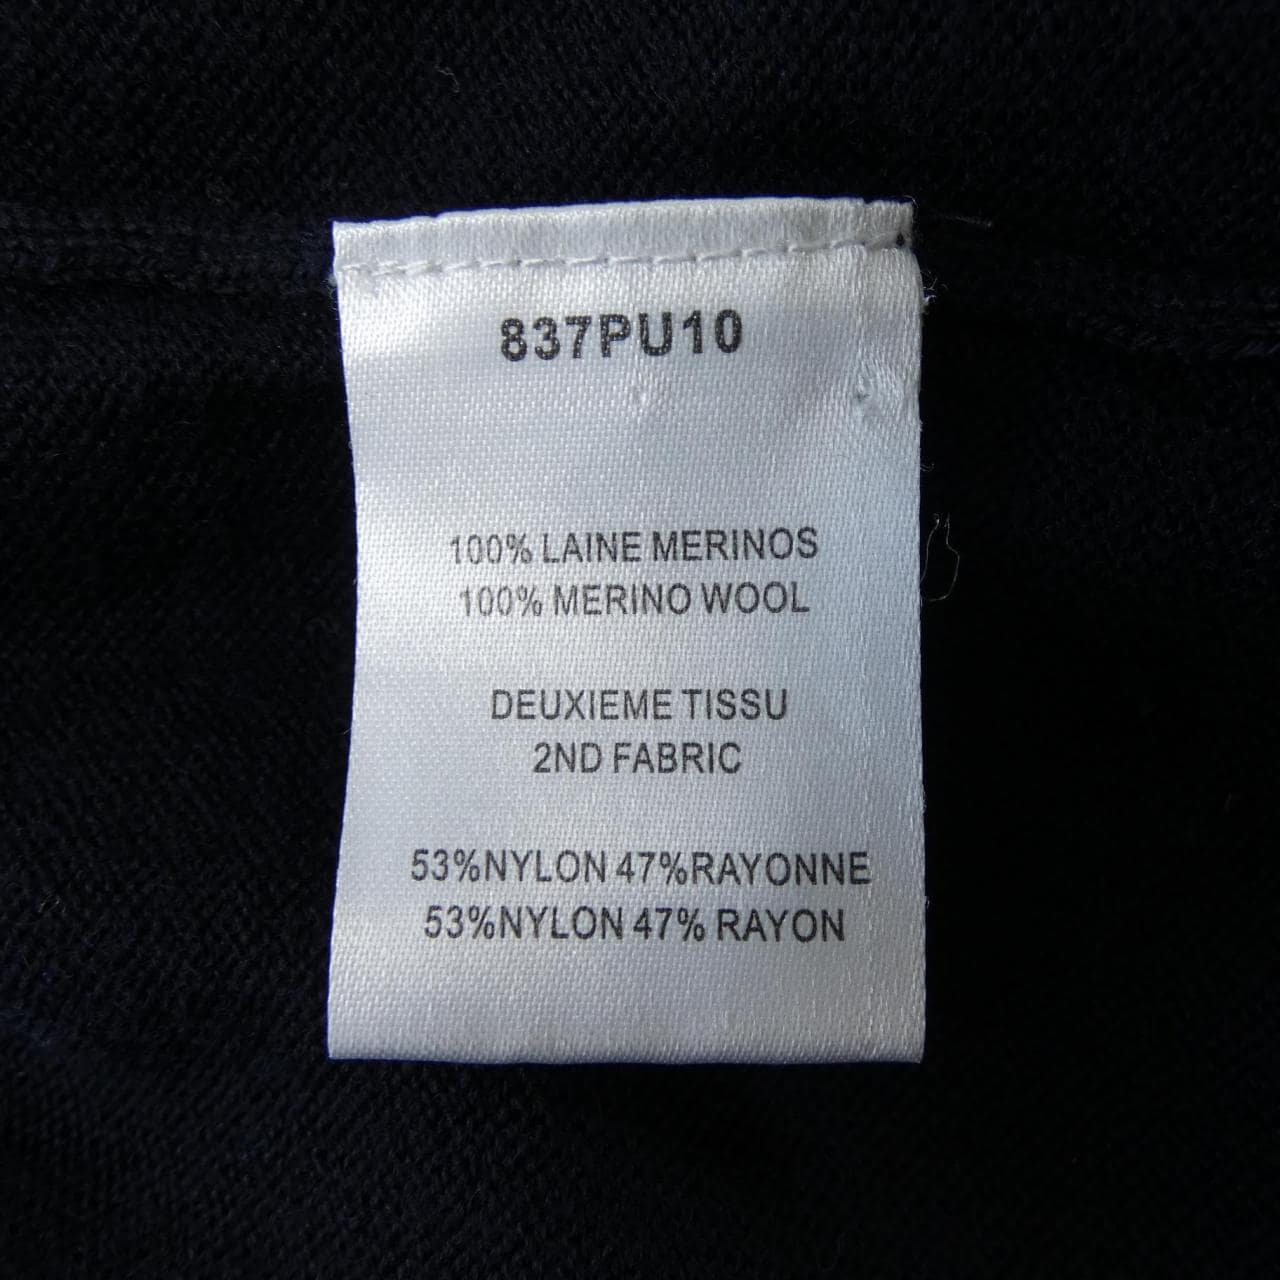 837PU10
100% LAINE MERINOS
100% MERINO WOOL
DEUXIEME TISSU
2ND FABRIC
53%NYLON 47%RAYONNE
53%NYLON 47% RAYON